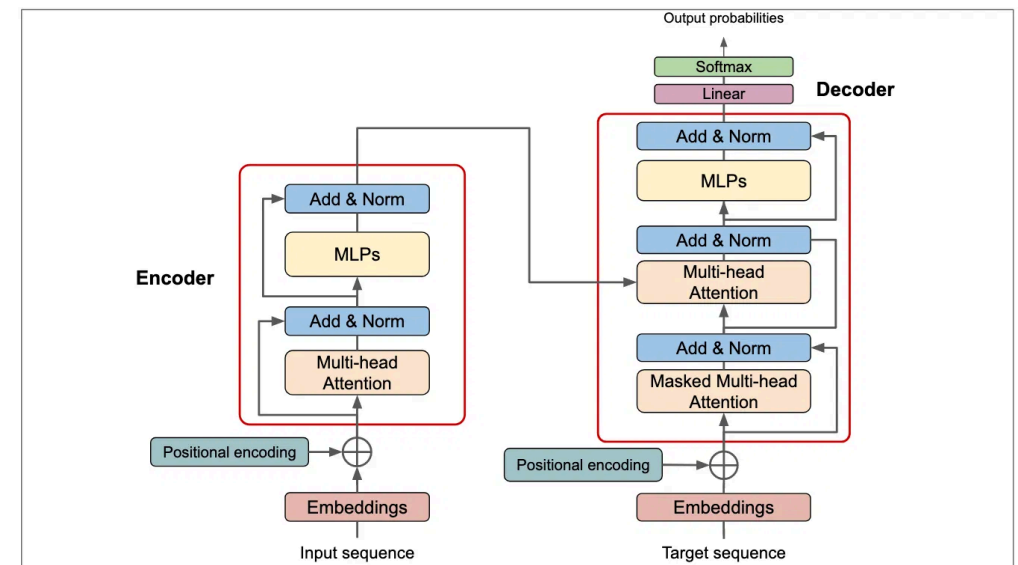 Output probabilities
Softmax
Linear
Decoder
Add & Norm
MLPs
Add & Norm
Multi-head
Attention
Add & Norm
Masked Multi-head
Attention
Positional encoding
Embeddings
Target sequence
Encoder
Add & Norm
MLPs
Add & Norm
Multi-head
Attention
Positional encoding
Embeddings
Input sequence